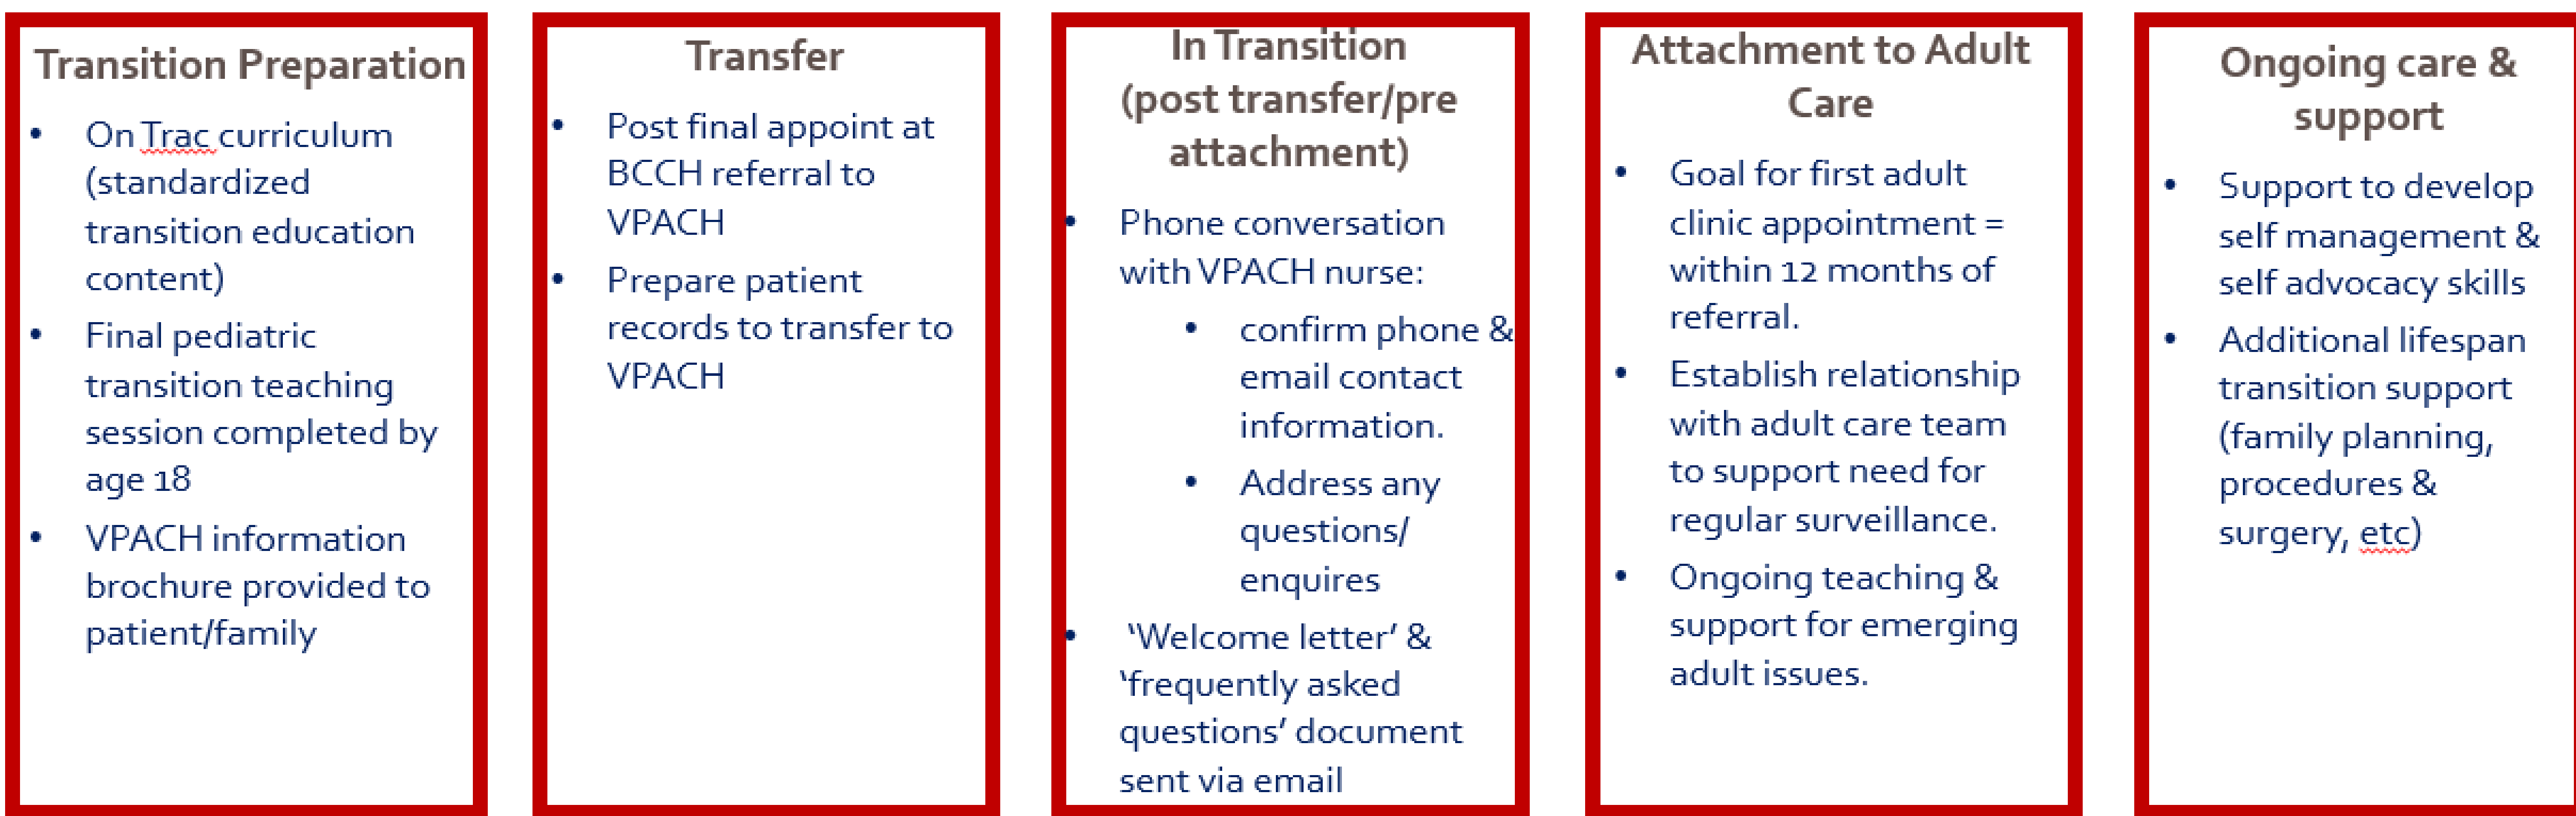 Transition Preparation
• On Trac curriculum
(standardized
transition education
content)
• Final pediatric
transition teaching
session completed by
age 18
• VPACH information
brochure provided to
patient/family
Transfer
• Post final appoint at
BCCH referral to
VPACH
• Prepare patient
records to transfer to
VPACH
In Transition
(post transfer/pre
attachment)
• Phone conversation
with VPACH nurse:
• confirm phone &
email contact
information.
• Address any
questions/
enquires
• ‘Welcome letter’ &
‘frequently asked
questions’ document
sent via email
Attachment to Adult
Care
• Goal for first adult
clinic appointment =
within 12 months of
referral.
• Establish relationship
with adult care team
to support need for
regular surveillance.
• Ongoing teaching &
support for emerging
adult issues.
Ongoing care &
support
• Support to develop
self management &
self advocacy skills
• Additional lifespan
transition support
(family planning,
procedures &
surgery, etc)